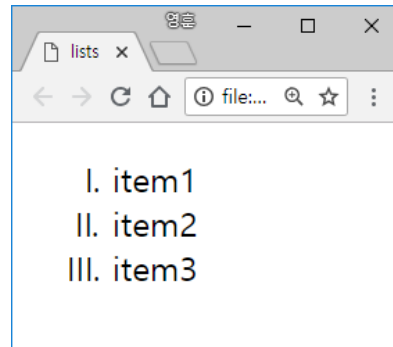 영훈
lists
file:...
I. item1
II. item2
III. item3